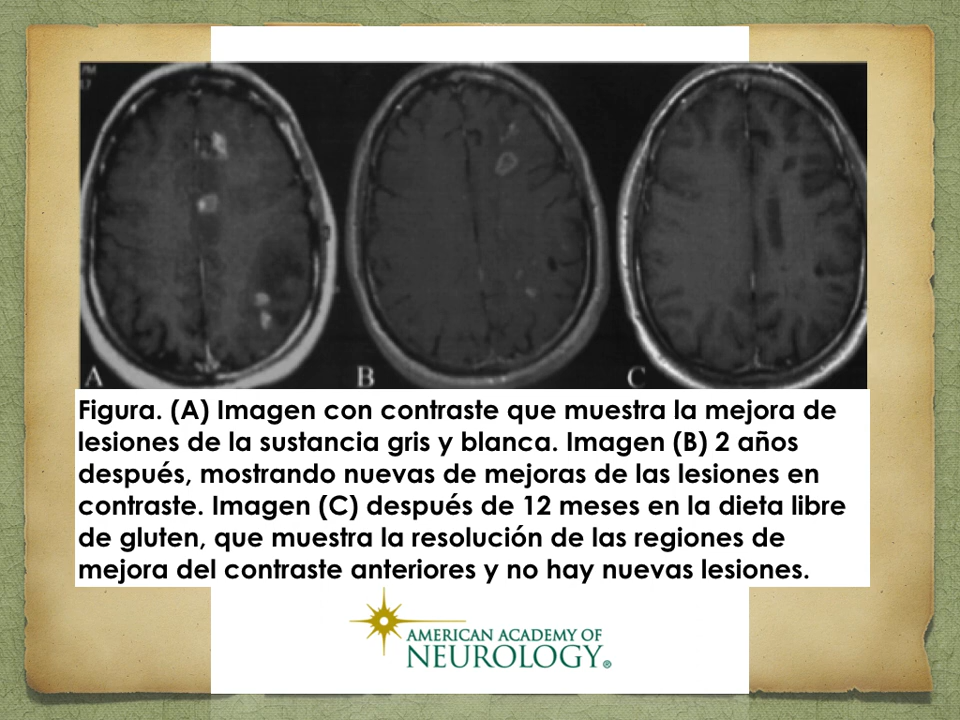 PM
17
A B C
Figura. (A) Imagen con contraste que muestra la mejora de
lesiones de la sustancia gris y blanca. Imagen (B) 2 años
después, mostrando nuevas de mejoras de las lesiones en
contraste. Imagen (C) después de 12 meses en la dieta libre
de gluten, que muestra la resolución de las regiones de
mejora del contraste anteriores y no hay nuevas lesiones.
AMERICAN ACADEMY OF
NEUROLOGY®